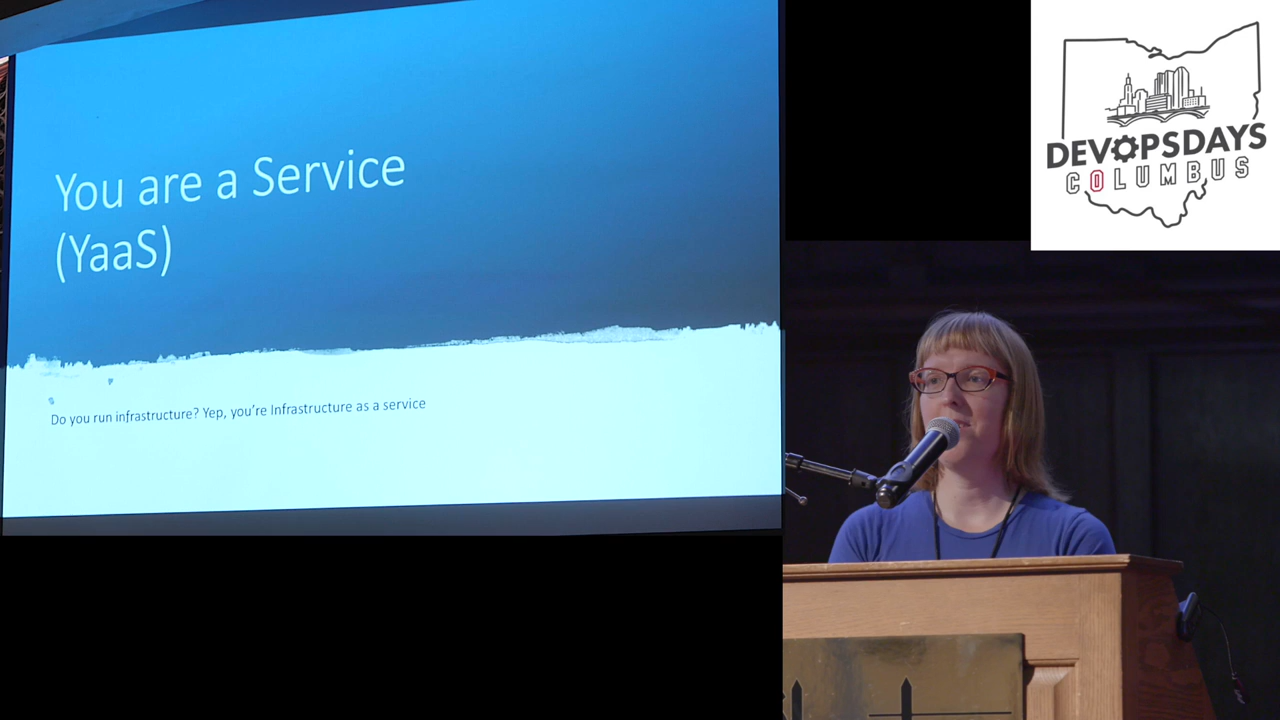 You are a Service
(YaaS)
Do you run infrastructure? Yep, you're Infrastructure as a service
DEVOPSDAYS
COLUMBUS